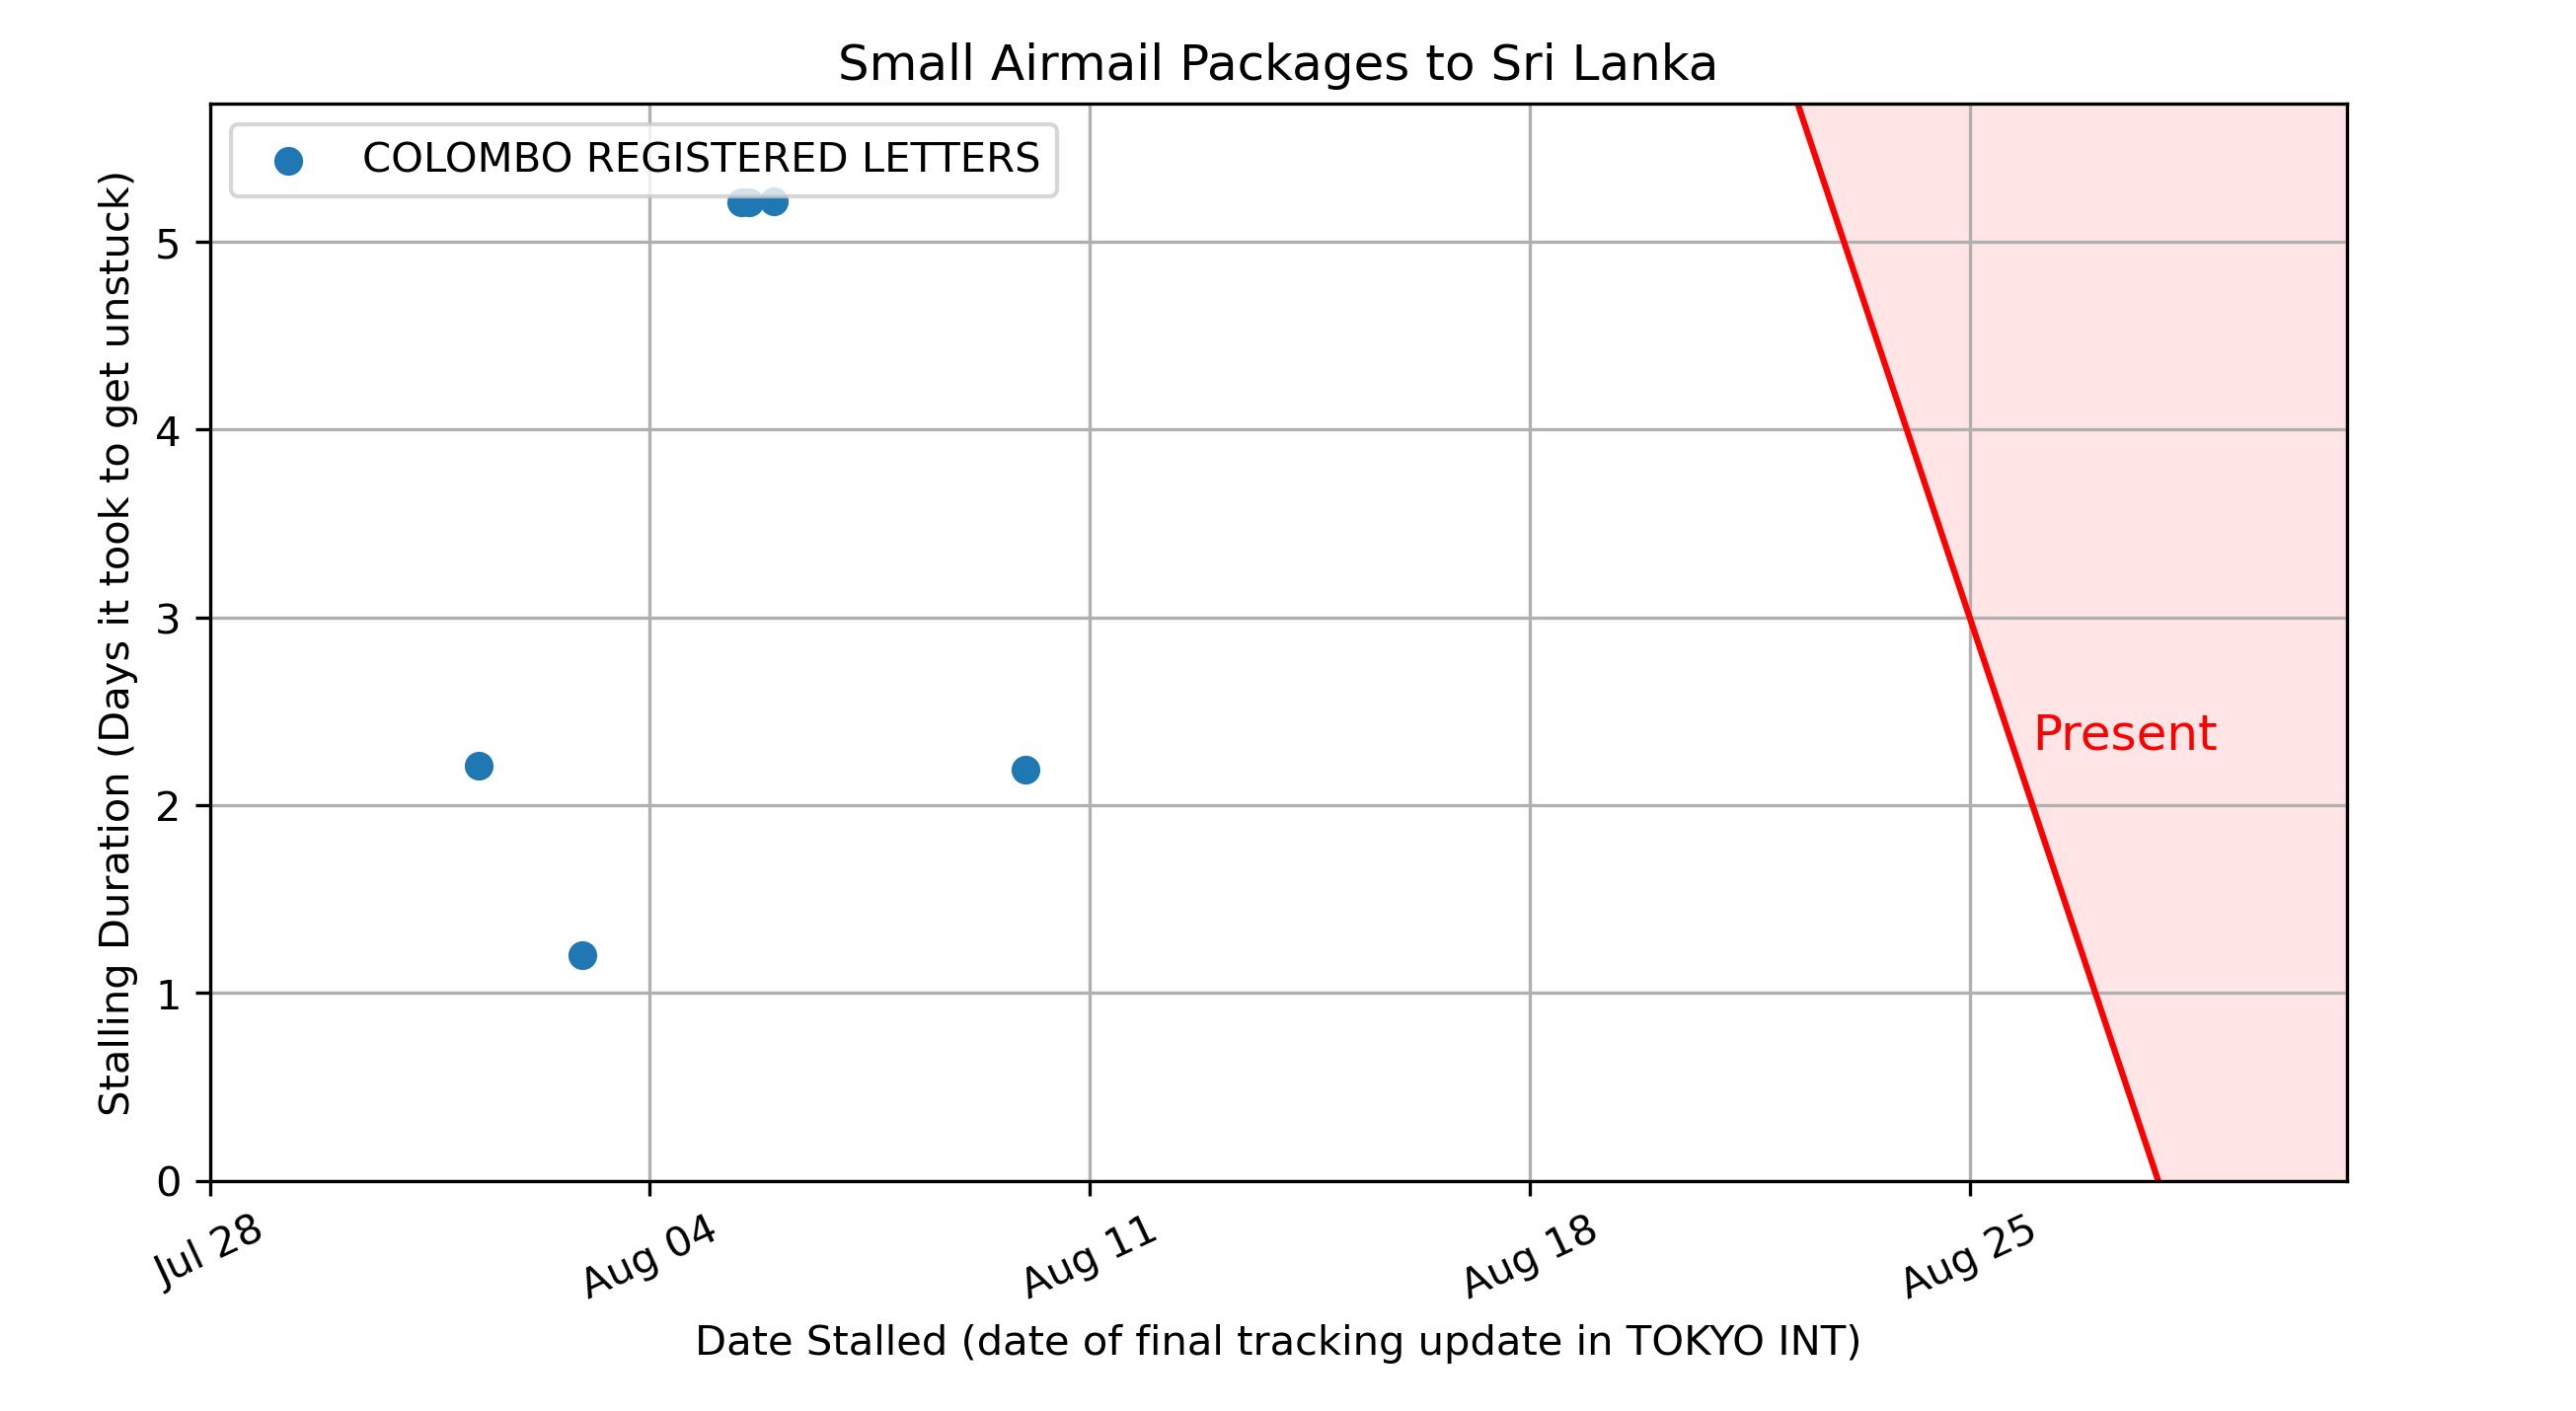 Small Airmail Packages to Sri Lanka
COLOMBO REGISTERED LETTERS
Stalling Duration (Days it took to get unstuck)
5
4
3
2
1
0
Present
Jul 28
Aug 04
Aug 11
Aug 18
Aug 25
Date Stalled (date of final tracking update in TOKYO INT)